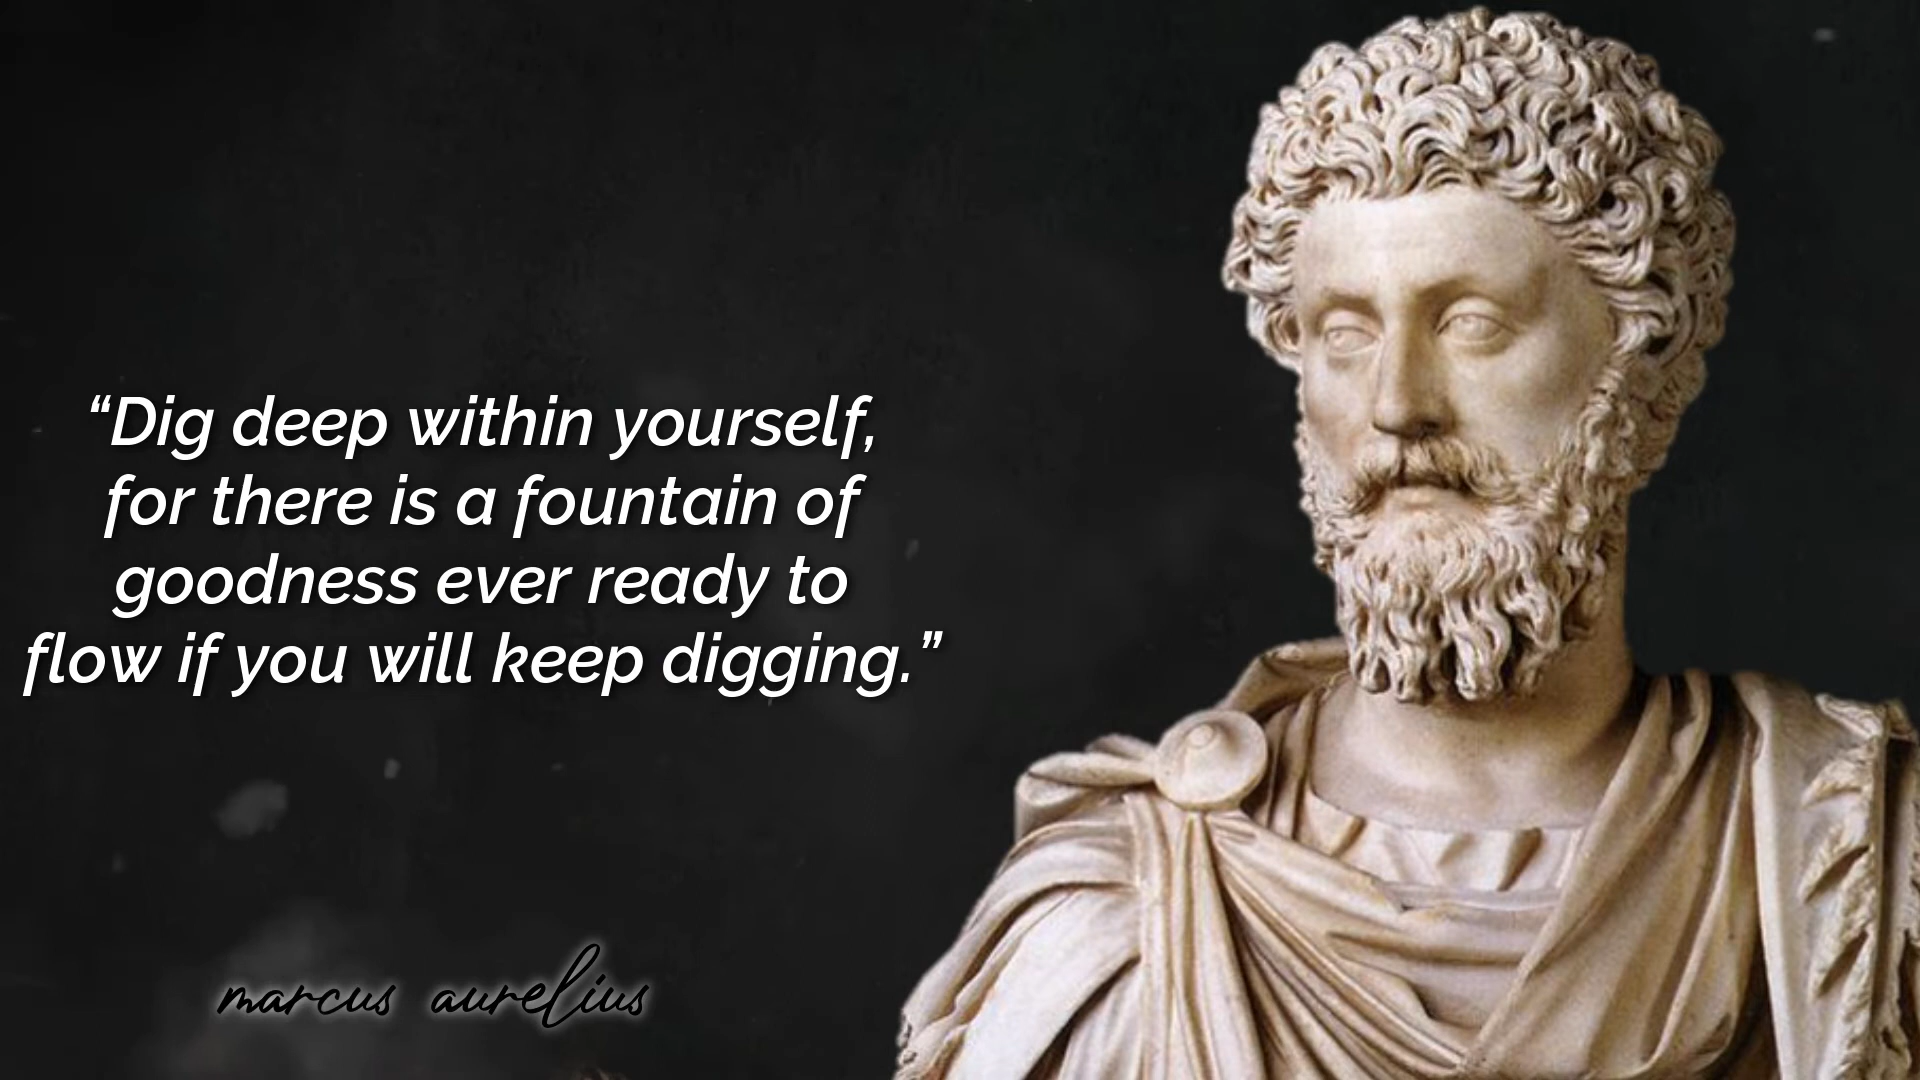 “Dig deep within yourself,
for there is a fountain of
goodness ever ready to
flow if you will keep digging.”
marcus aurelius